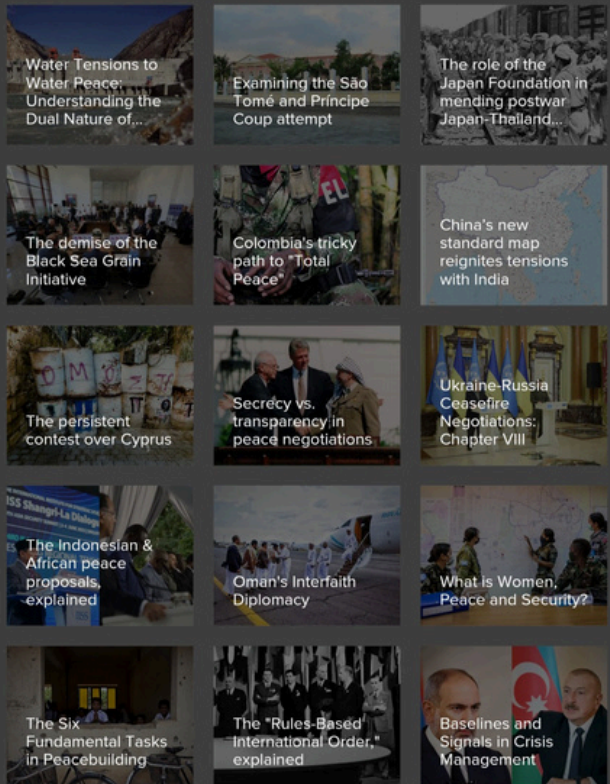 Water Tensions to
Water Peace:
Understanding the
Dual Nature of...
Examining the São
Tomé and Príncipe
Coup attempt
The role of the
Japan Foundation in
mending postwar
Japan-Thailand...
The demise of the
Black Sea Grain
Initiative
EL
Colombia's tricky
path to "Total
Peace"
China's new
standard map
reignites tensions
with India
The persistent
contest over Cyprus
Secrecy vs.
transparency in
peace negotiations
Ukraine-Russia
Ceasefire
Negotiations:
Chapter VIII
ISS Shangri-La Dialogue
The Indonesian &
African peace
proposals,
explained
Oman's Interfaith
Diplomacy
What is Women,
Peace and Security?
The Six
Fundamental Tasks
in Peacebuilding
The "Rules-Based
International Order,"
explained
Baselines and
Signals in Crisis
Management